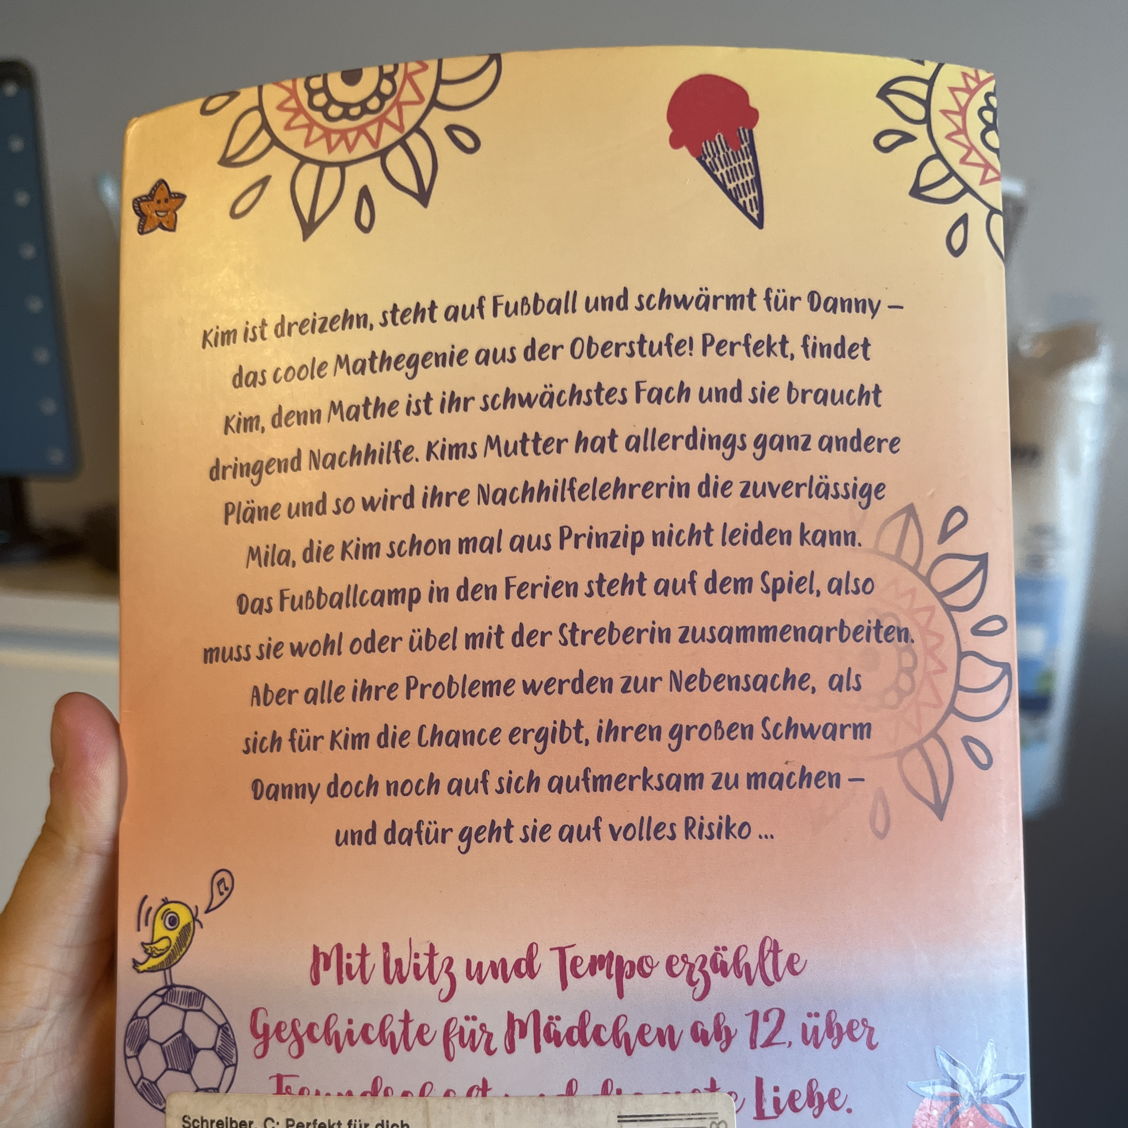 Kim ist dreizehn, steht auf Fußball und schwärmt für Danny –
das coole Mathegenie aus der Oberstufe! Perfekt, findet
Kim, denn Mathe ist ihr schwächstes Fach und sie braucht
dringend Nachhilfe. Kims Mutter hat allerdings ganz andere
Pläne und so wird ihre Nachhilfelehrerin die zuverlässige
Mila, die Kim schon mal aus Prinzip nicht leiden kann.
Das Fußballcamp in den Ferien steht auf dem Spiel, also
muss sie wohl oder übel mit der Streberin zusammenarbeiten.
Aber alle ihre Probleme werden zur Nebensache, als
sich für Kim die Chance ergibt, ihren großen Schwarm
Danny doch noch auf sich aufmerksam zu machen –
und dafür geht sie auf volles Risiko ...
Mit Witz und Tempo erzählte
Geschichte für Mädchen ab 12, über
Liebe.
Schreiber, C: Perfekt für dich